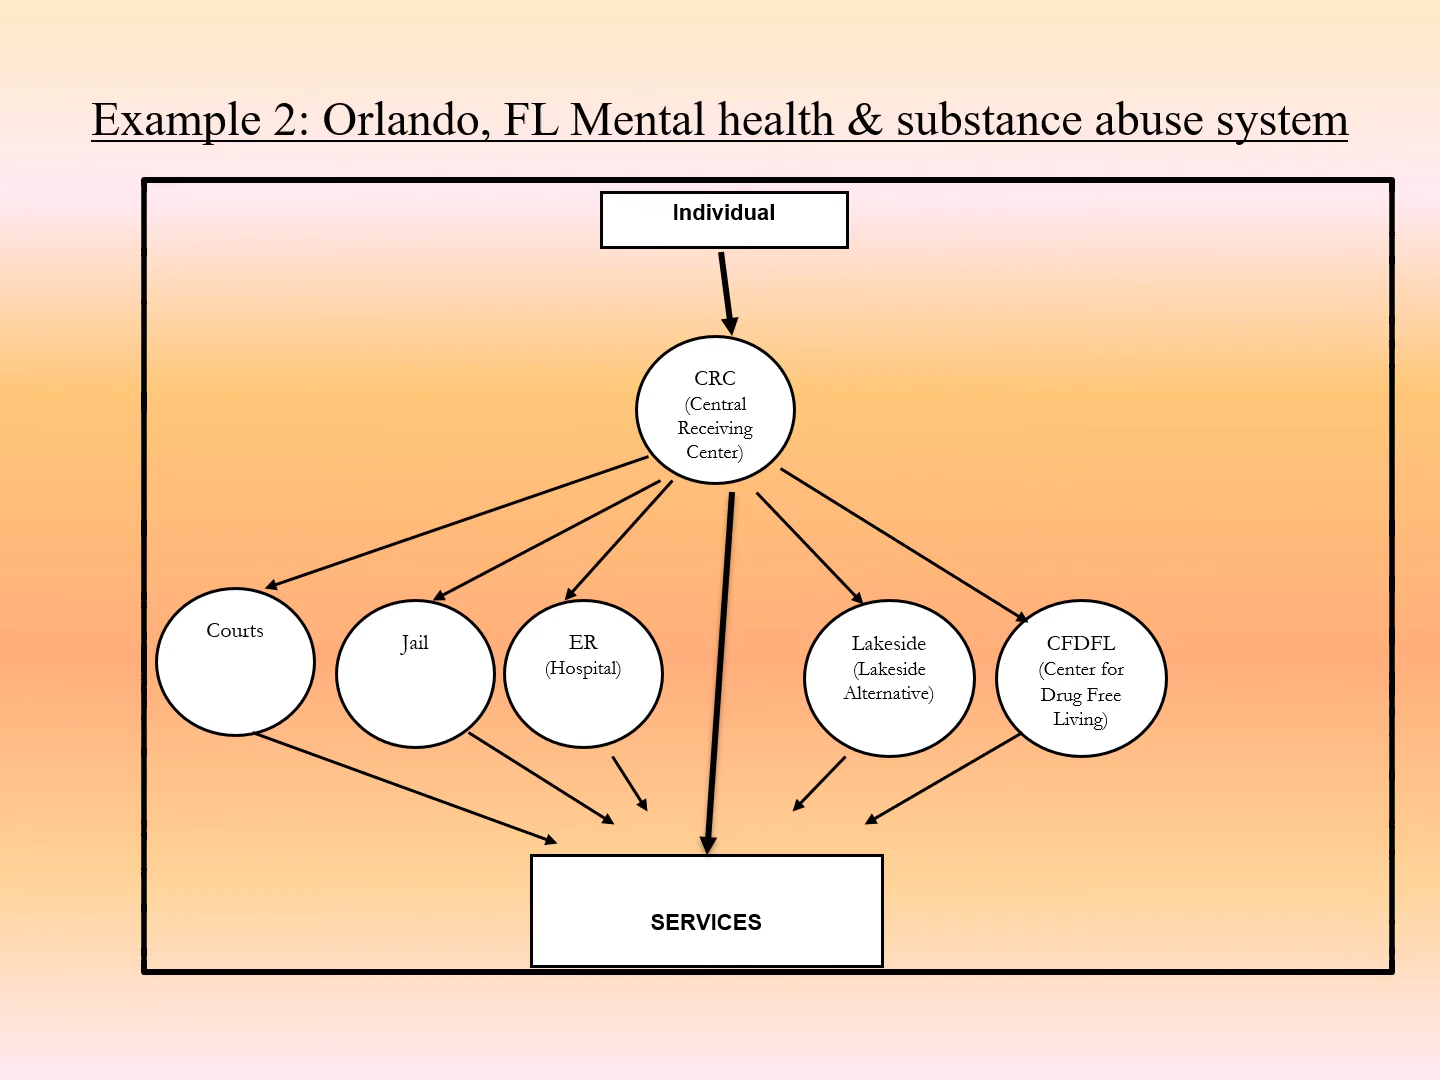 Example 2: Orlando, FL Mental health & substance abuse system
Individual
CRC
(Central
Receiving
Center)
Courts
Jail
ER
(Hospital)
Lakeside
(Lakeside
Alternative)
CFDFL
(Center for
Drug Free
Living)
SERVICES